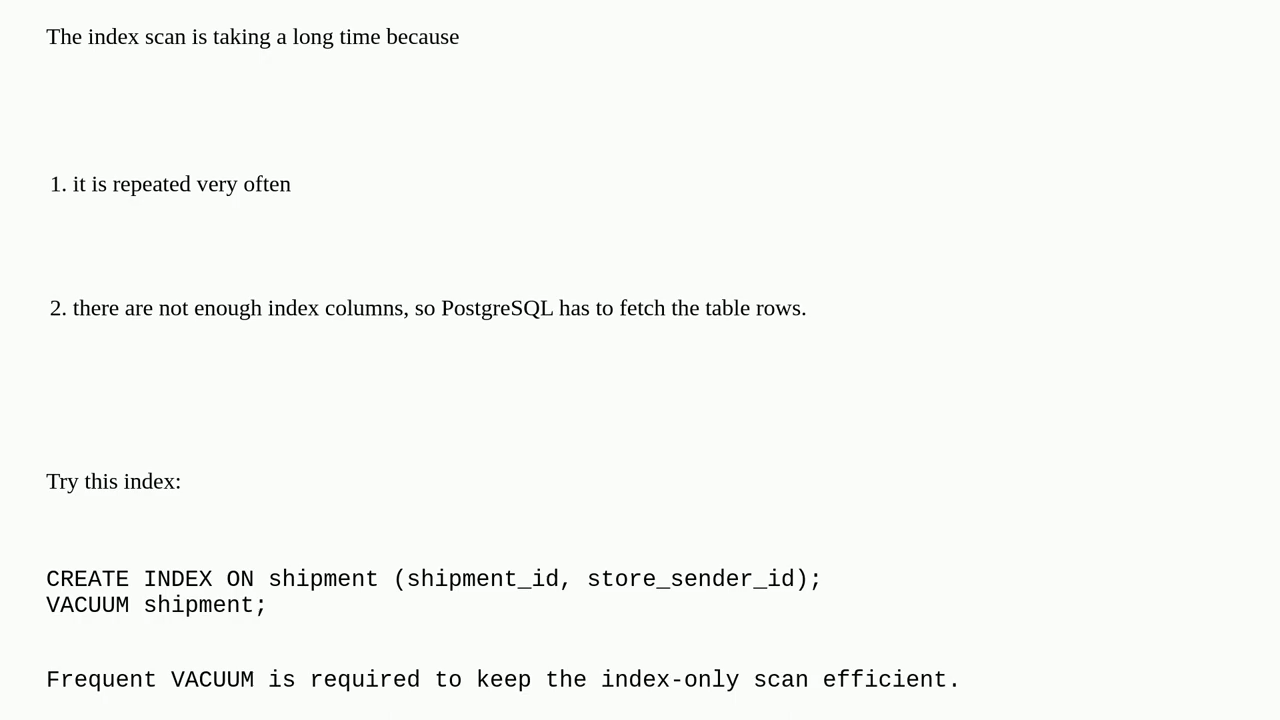 The index scan is taking a long time because
1. it is repeated very often
2. there are not enough index columns, so PostgreSQL has to fetch the table rows.
Try this index:
CREATE INDEX ON shipment (shipment_id, store_sender_id);
VACUUM shipment;
Frequent VACUUM is required to keep the index-only scan efficient.